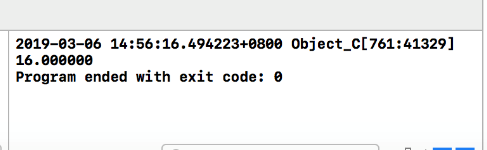 2019-03-06 14:56:16.494223+0800 Object_C[761:41329]
16.000000
Program ended with exit code: 0